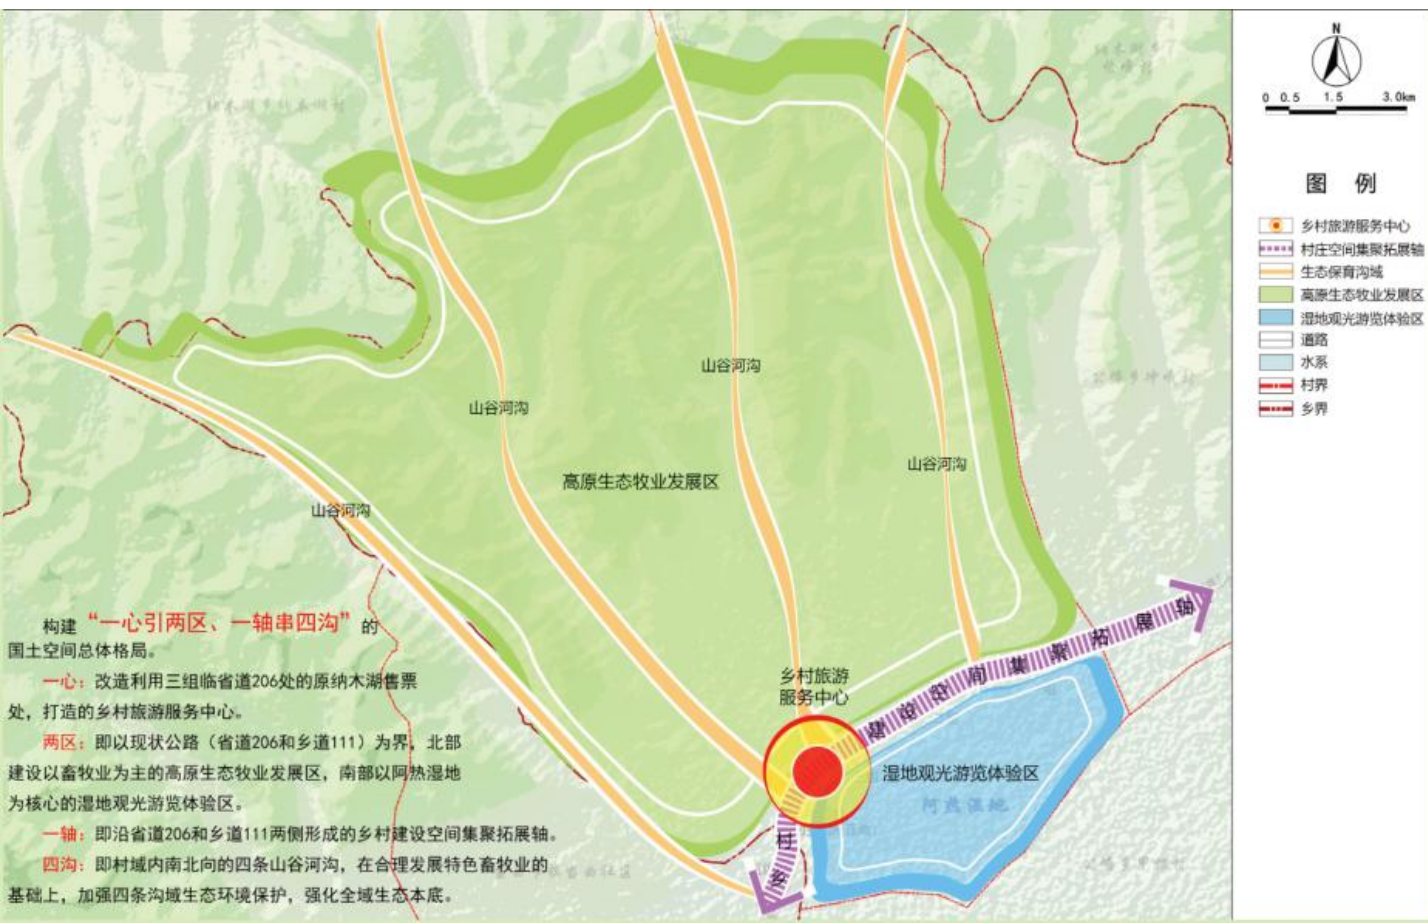 N
0 0.5 1.5 3.0km
图 例
乡村旅游服务中心
村庄空间集聚拓展轴
生态保育沟域
高原生态牧业发展区
湿地观光游览体验区
道路
水系
村界
乡界
山谷河沟
山谷河沟
山谷河沟
山谷河沟
高原生态牧业发展区
乡村旅游
服务中心
乡村建设空间集聚拓展轴
湿地观光游览体验区
阿热湿地
构建“一心引两区、一轴串四沟”的
国土空间总体格局。
一心：改造利用三组临省道206处的原纳木湖售票
处，打造的乡村旅游服务中心。
两区：即以现状公路（省道206和乡道111）为界，北部
建设以畜牧业为主的高原生态牧业发展区，南部以阿热湿地
为核心的湿地观光游览体验区。
一轴：即沿省道206和乡道111两侧形成的乡村建设空间集聚拓展轴。
四沟：即村域内南北向的四条山谷河沟，在合理发展特色畜牧业的
基础上，加强四条沟域生态环境保护，强化全域生态本底。